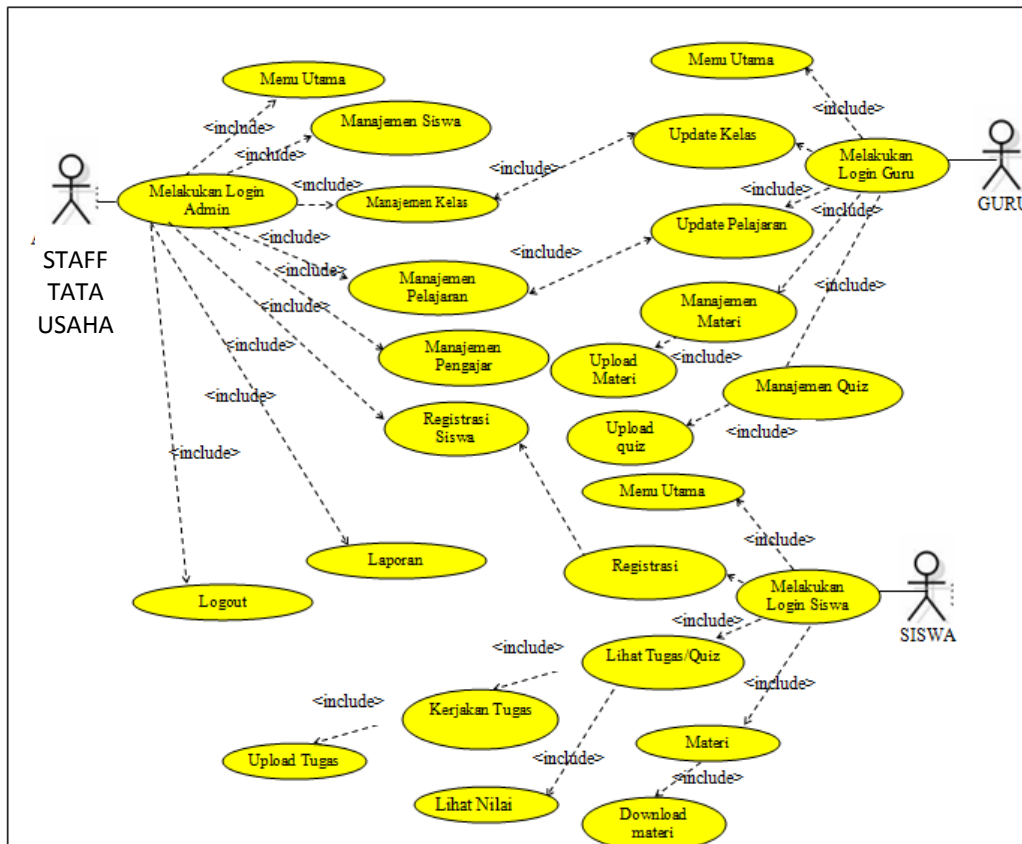 Menu Utama
<include>
Manajemen Siswa
<include>
Melakukan Login
Admin
<include>
Manajemen Kelas
STAFF
TATA
USAHA
<include>
<include>
Manajemen
Pelajaran
<include>
Manajemen
Pengajar
<include>
Registrasi
Siswa
<include>
<include>
Laporan
Logout
Menu Utama
<include>
Update Kelas
<include>
Melakukan
Login Guru
GURU
<include>
Update Pelajaran
<include>
<include>
Manajemen
Materi
<include>
Upload
Materi
Manajemen Quiz
<include>
Upload
quiz
Menu Utama
<include>
Registrasi
Melakukan
Login Siswa
SISWA
<include>
Lihat Tugas/Quiz
<include>
<include>
Kerjakan Tugas
<include>
Upload Tugas
<include>
Lihat Nilai
Materi
<include>
Download
materi